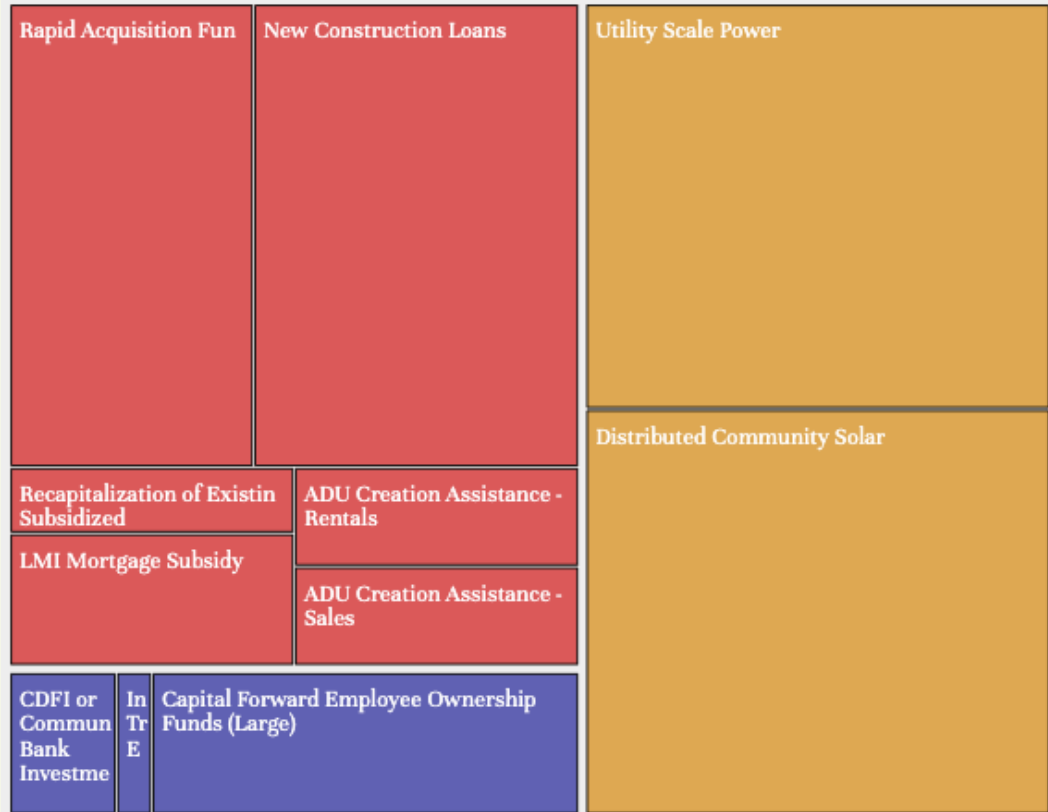 Rapid Acquisition Fun
New Construction Loans
Utility Scale Power
Recapitalization of Existin
Subsidized
LMI Mortgage Subsidy
ADU Creation Assistance -
Rentals
ADU Creation Assistance -
Sales
Distributed Community Solar
CDFI or
Commun
Bank
Investme
In
Tr
E
Capital Forward Employee Ownership
Funds (Large)